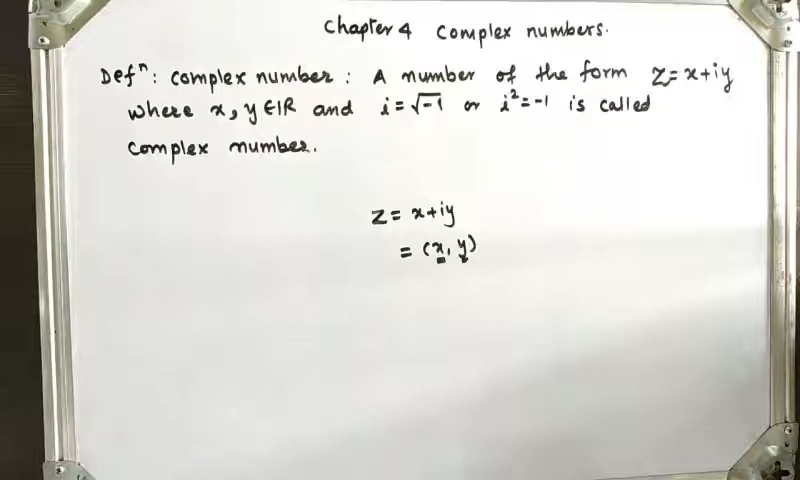 Chapter 4 Complex numbers.
Defⁿ: complex number: A number of the form z = x+iy
where x, y ∈ IR and i = √-1 or i² = -1 is called
complex number.
z = x+iy
= (x, y)